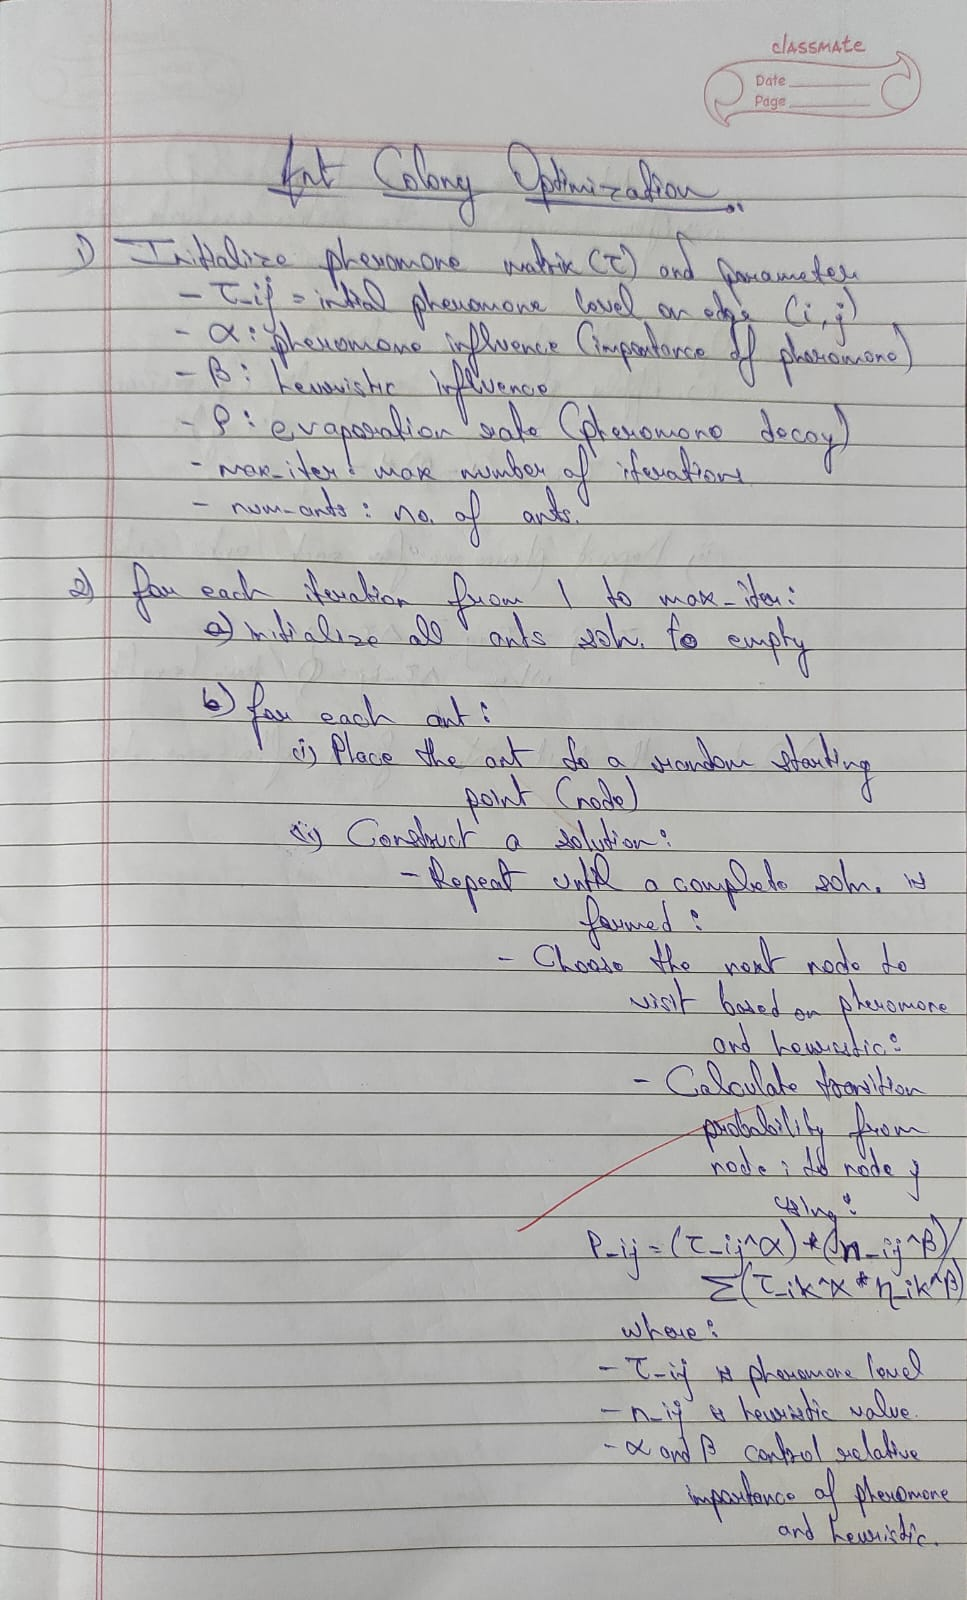 classmate
Date
Page
Ant Colony Optimization
1) Initialize pheromone matrix (τ) and parameter
- τ_ij = initial pheromone level on edge (i,j)
- α : pheromone influence (importance of pheromone)
- β : heuristic influence
- ρ : evaporation rate (pheromone decay)
- max_iter : max number of iterations
- num_ants : no. of ants.
2) for each iteration from 1 to max_iter:
a) initialize all ants soln. to empty
b) for each ant :
(i) Place the ant to a random starting
point (node)
(ii) Construct a solution :
- Repeat until a complete soln. is
formed :
- Choose the next node to
visit based on pheromone
and heuristic :
- Calculate transition
probability from
node i to node j
using :
P_ij = (τ_ij^α) * (η_ij^β) /
Σ(τ_ik^α * η_ik^β)
where :
- τ_ij is pheromone level
- η_ij is heuristic value.
- α and β control relative
importance of pheromone
and heuristic.